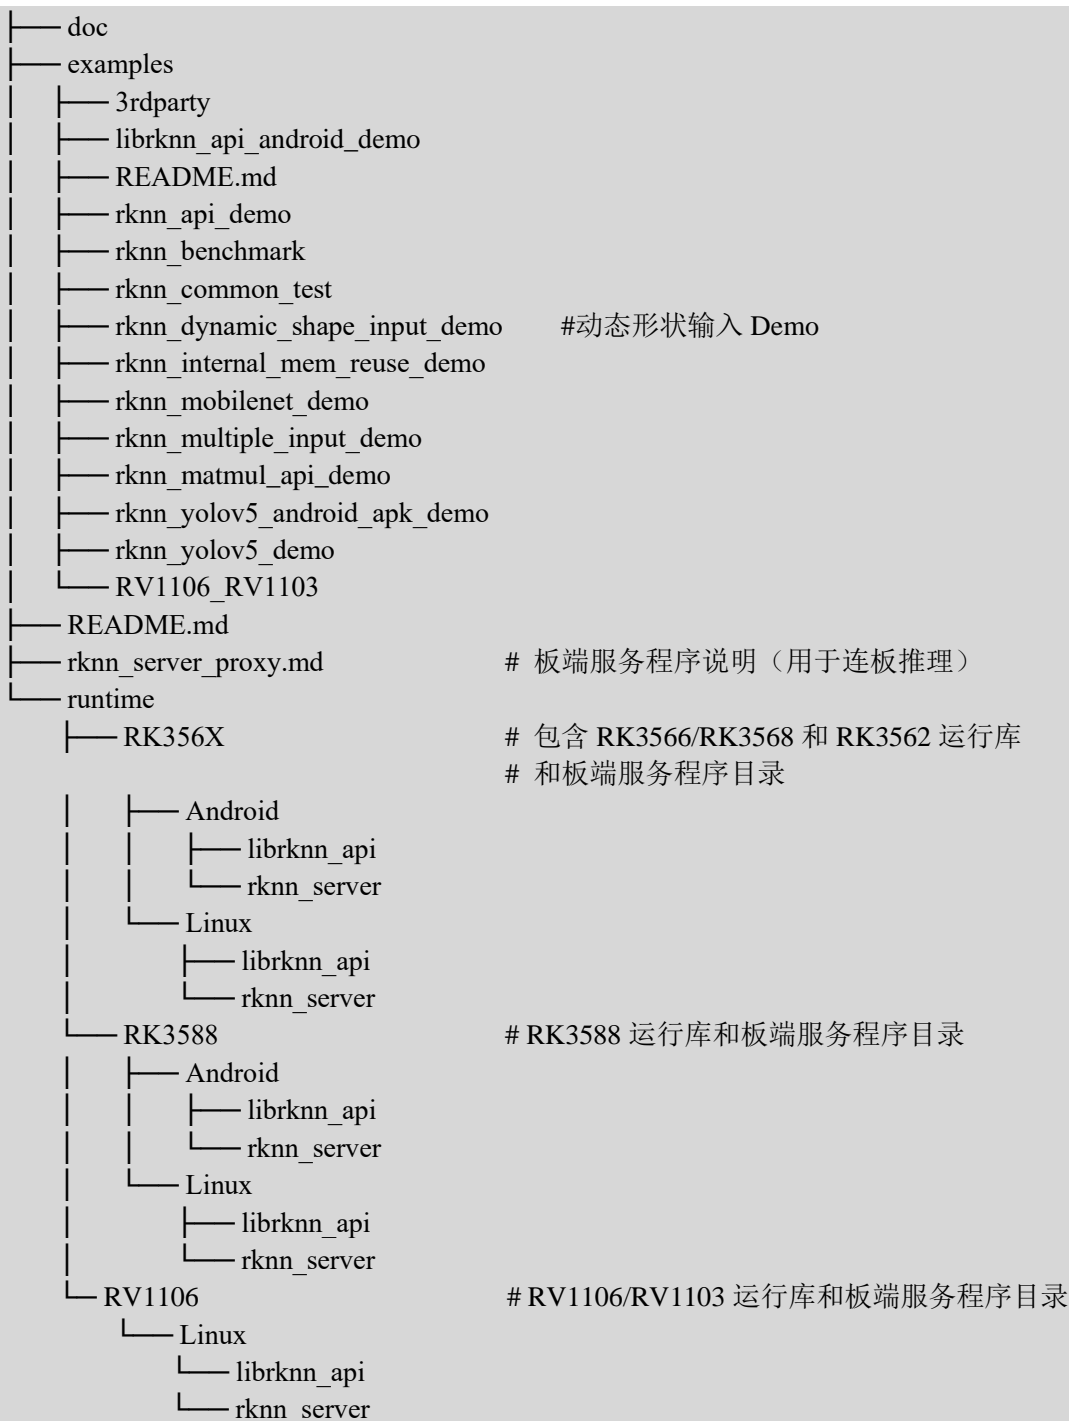 ├── doc
├── examples
│   ├── 3rdparty
│   ├── librknn_api_android_demo
│   ├── README.md
│   ├── rknn_api_demo
│   ├── rknn_benchmark
│   ├── rknn_common_test
│   ├── rknn_dynamic_shape_input_demo #动态形状输入 Demo
│   ├── rknn_internal_mem_reuse_demo
│   ├── rknn_mobilenet_demo
│   ├── rknn_multiple_input_demo
│   ├── rknn_matmul_api_demo
│   ├── rknn_yolov5_android_apk_demo
│   ├── rknn_yolov5_demo
│   └── RV1106_RV1103
├── README.md
├── rknn_server_proxy.md # 板端服务程序说明（用于连板推理）
└── runtime
    ├── RK356X # 包含 RK3566/RK3568 和 RK3562 运行库
    # 和板端服务程序目录
    │   ├── Android
    │   │   ├── librknn_api
    │   │   └── rknn_server
    │   └── Linux
    │       ├── librknn_api
    │       └── rknn_server
    └── RK3588 # RK3588 运行库和板端服务程序目录
    │   ├── Android
    │   │   ├── librknn_api
    │   │   └── rknn_server
    │   └── Linux
    │       ├── librknn_api
    │       └── rknn_server
    └── RV1106 # RV1106/RV1103 运行库和板端服务程序目录
        └── Linux
            └── librknn_api
            └── rknn_server